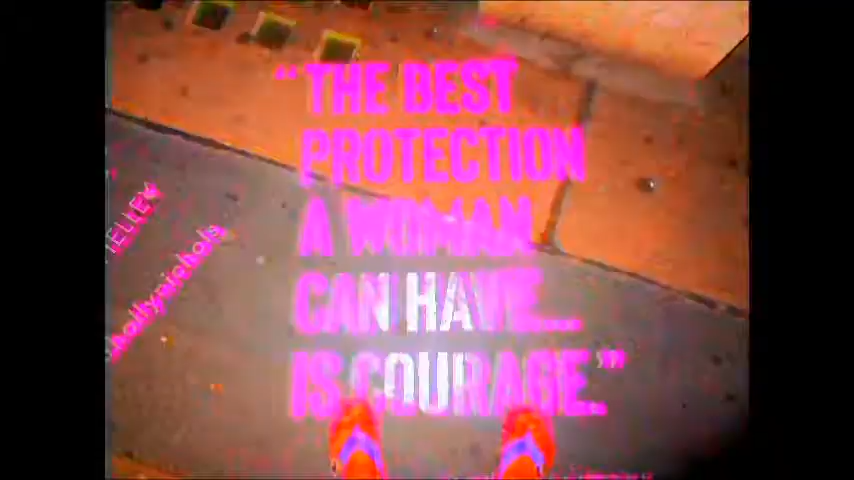 “THE BEST
PROTECTION
A WOMAN
CAN HAVE...
IS COURAGE.”
hollynichols